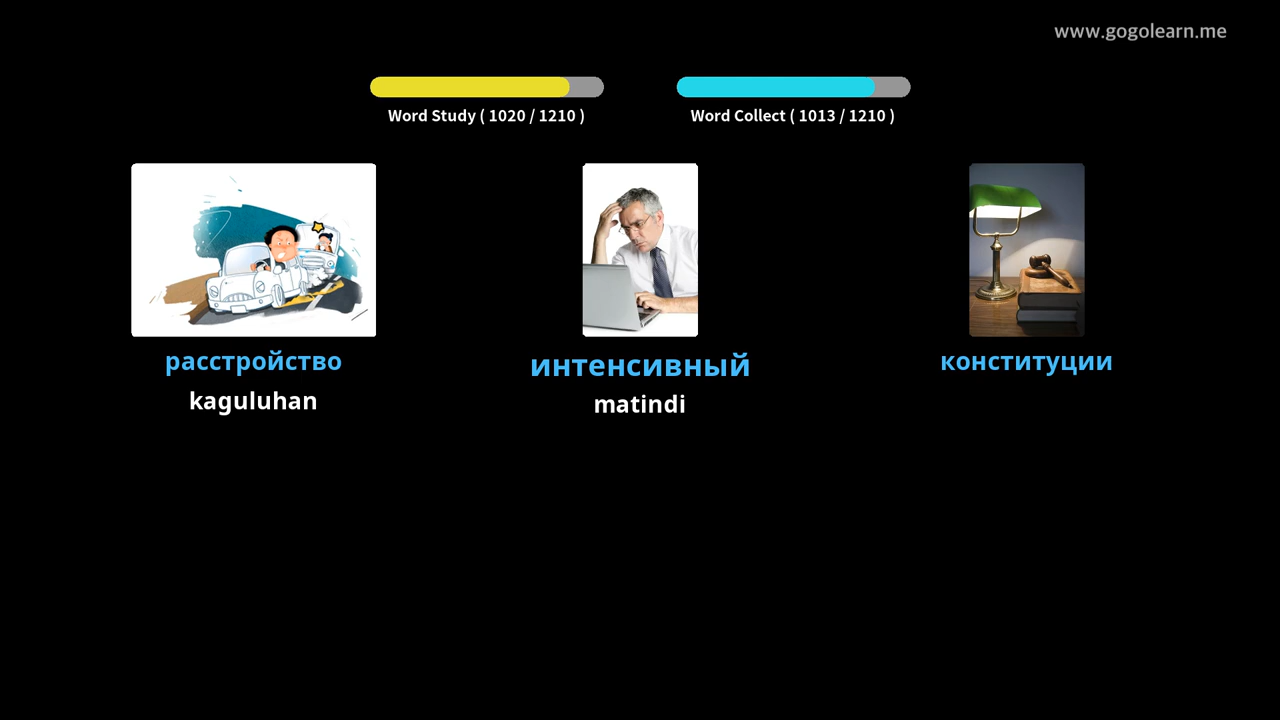 www.gogolearn.me
Word Study ( 1020 / 1210 )
Word Collect ( 1013 / 1210 )
расстройство
kaguluhan
интенсивный
matindi
конституции